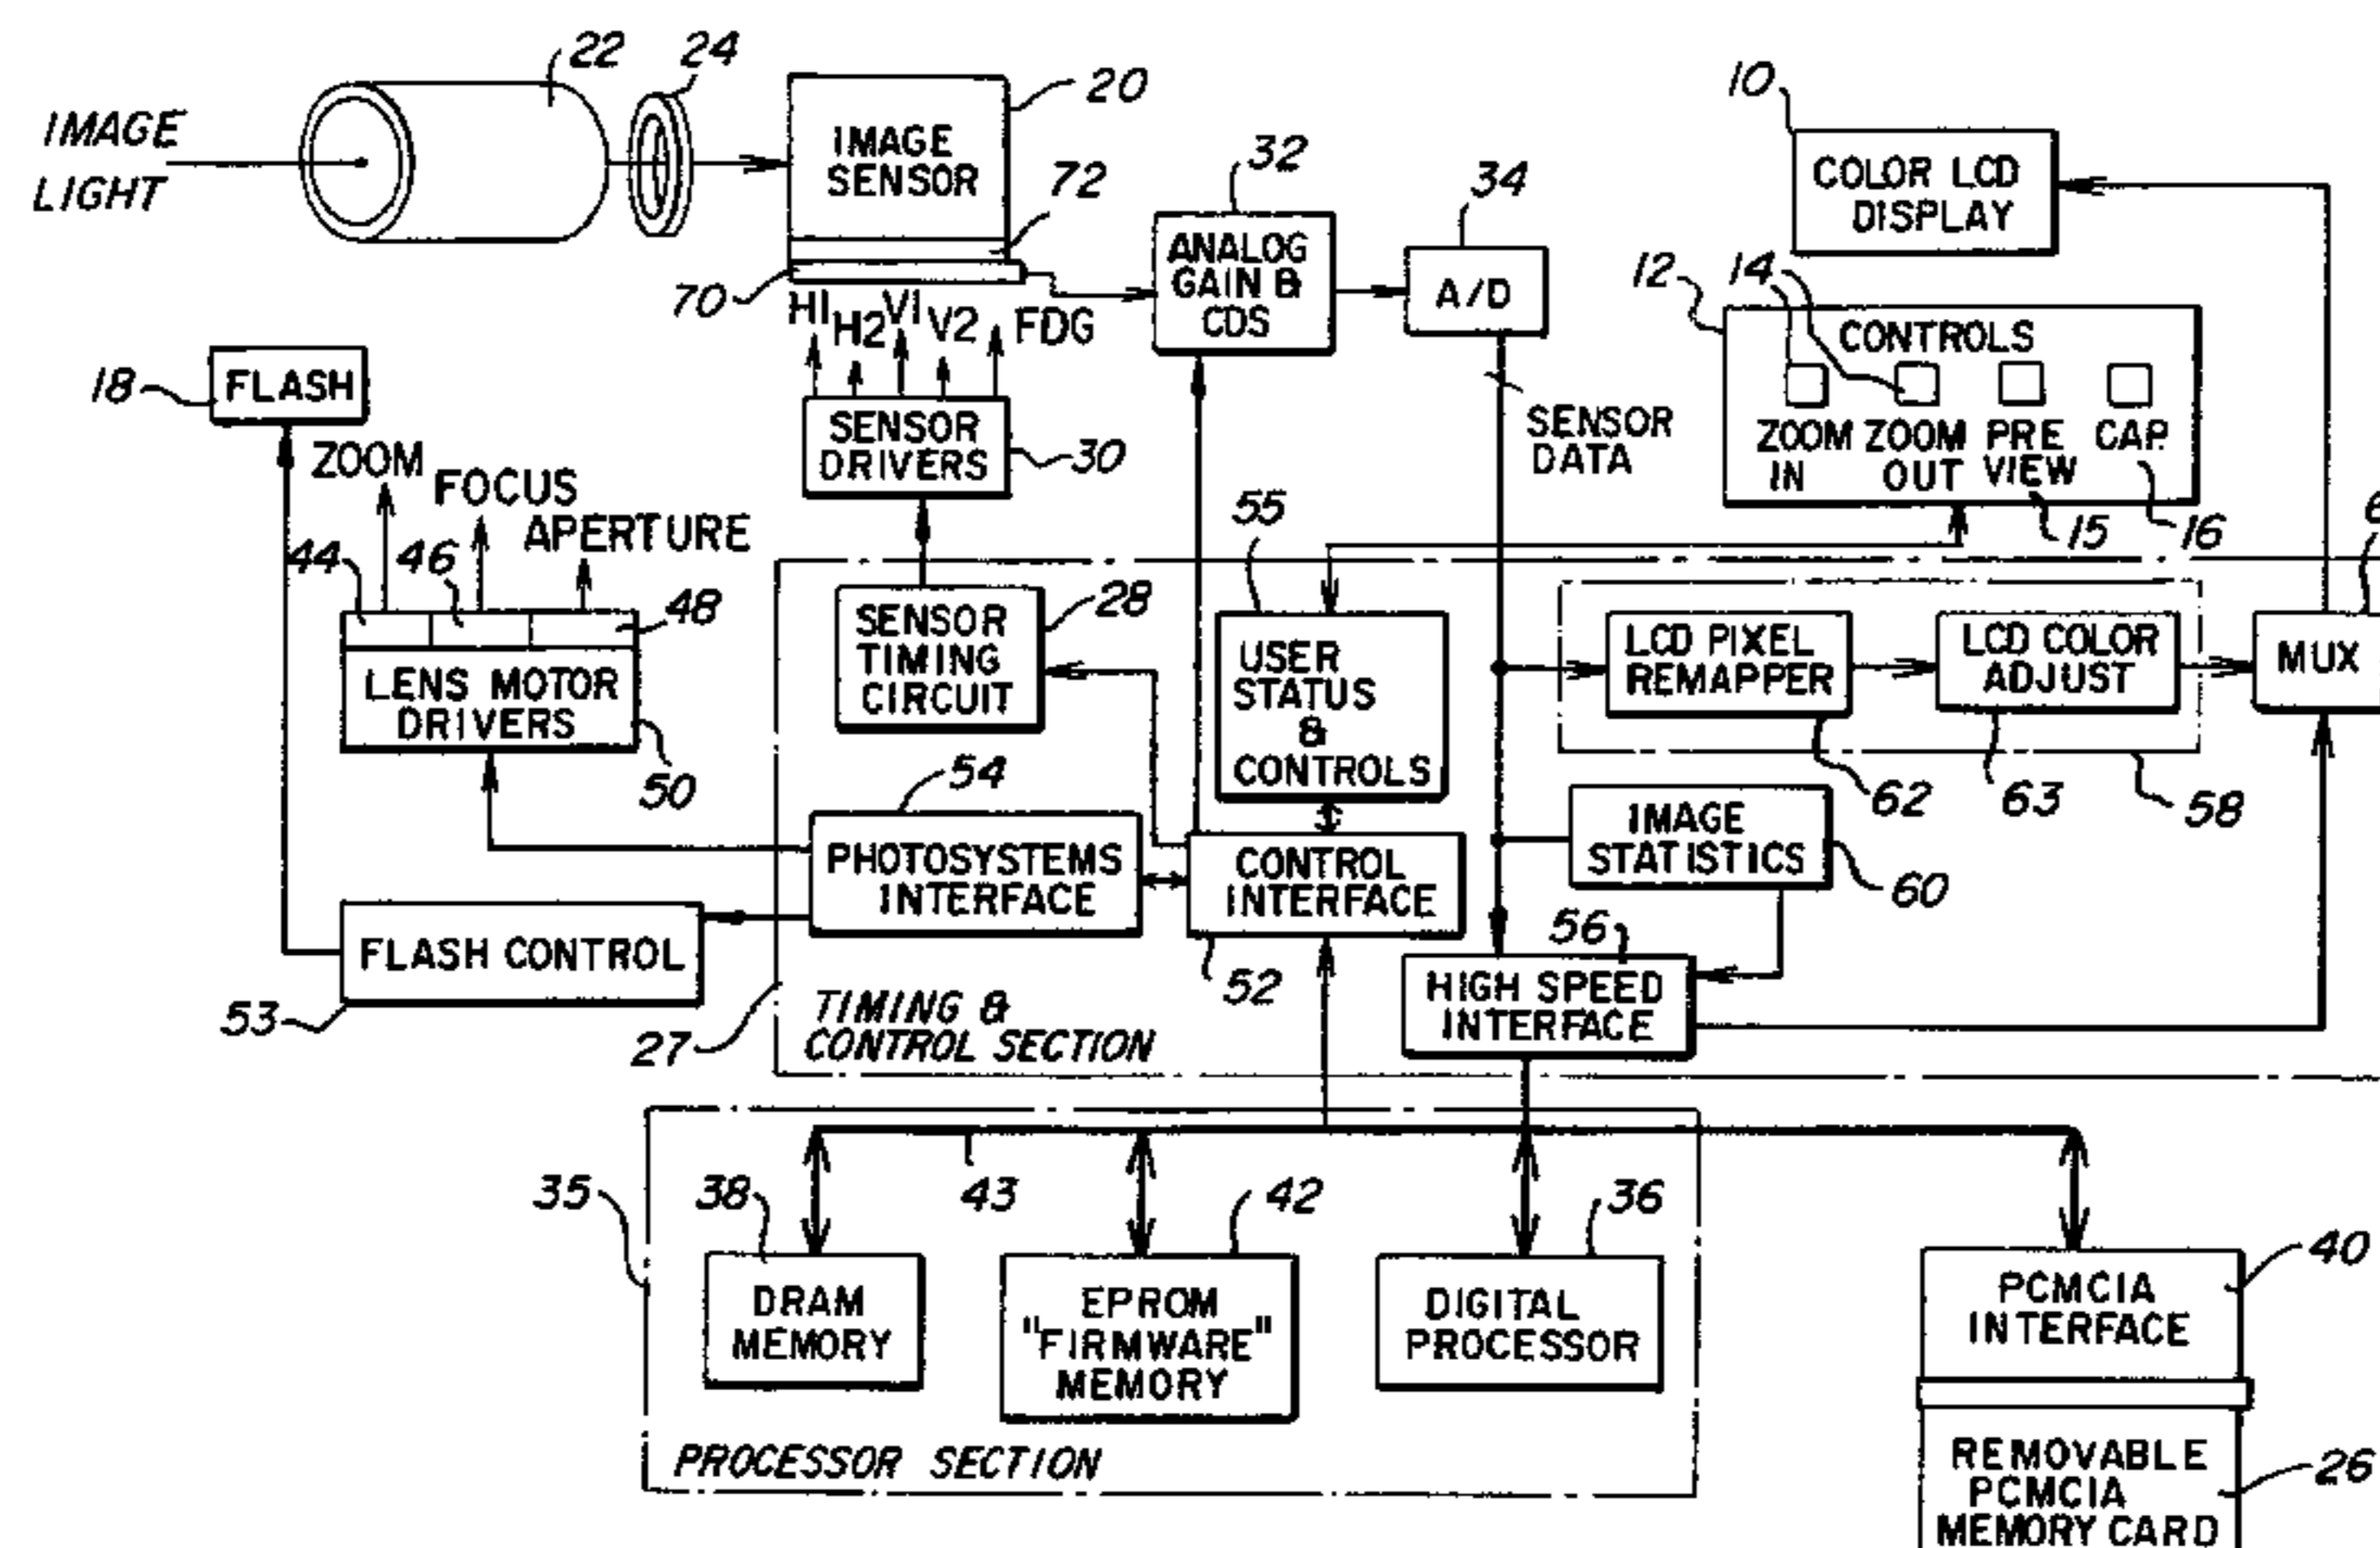 22
24
20
10
IMAGE
LIGHT
IMAGE
SENSOR
72
32
34
COLOR LCD
DISPLAY
70
ANALOG
GAIN &
CDS
A/D
12
14
H1
H2
V1
V2
FDG
CONTROLS
ZOOM
IN
ZOOM
OUT
PRE
VIEW
CAP.
15
16
18
FLASH
SENSOR
DRIVERS
30
SENSOR
DATA
ZOOM
FOCUS
APERTURE
44
46
48
55
28
SENSOR
TIMING
CIRCUIT
USER
STATUS
&
CONTROLS
LCD PIXEL
REMAPPER
LCD COLOR
ADJUST
MUX
LENS MOTOR
DRIVERS
50
54
62
63
58
PHOTOSYSTEMS
INTERFACE
CONTROL
INTERFACE
IMAGE
STATISTICS
60
FLASH CONTROL
53
52
56
HIGH SPEED
INTERFACE
27
TIMING &
CONTROL SECTION
35
38
43
42
36
40
DRAM
MEMORY
EPROM
"FIRMWARE"
MEMORY
DIGITAL
PROCESSOR
PCMCIA
INTERFACE
PROCESSOR SECTION
REMOVABLE
PCMCIA
MEMORY CARD
26